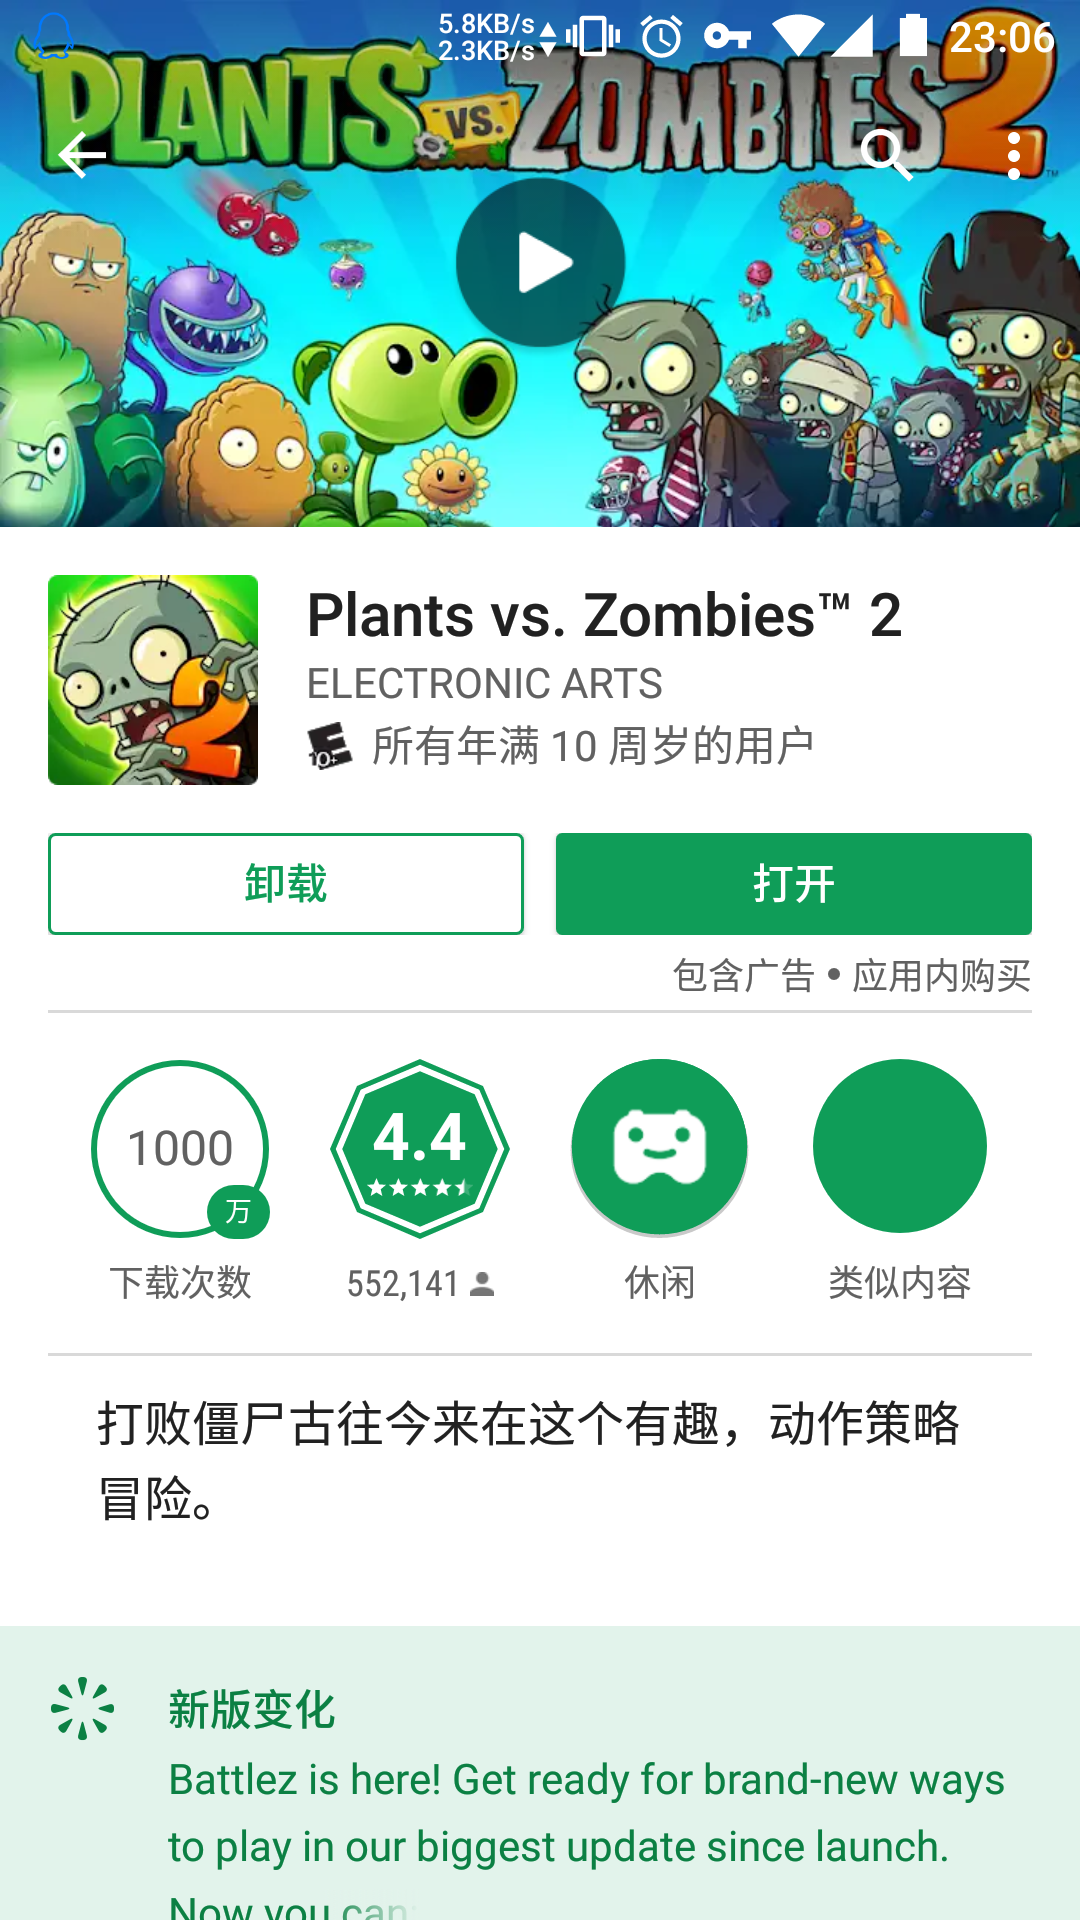 5.8KB/s
2.3KB/s
23:06
PLANTS VS. ZOMBIES 2
TM
Plants vs. Zombies™ 2
ELECTRONIC ARTS
10+ 所有年满 10 周岁的用户
卸载
打开
包含广告 • 应用内购买
1000
万
4.4
下载次数
552,141
休闲
类似内容
打败僵尸古往今来在这个有趣，动作策略
冒险。
新版变化
Battlez is here! Get ready for brand-new ways
to play in our biggest update since launch.
Now you can: